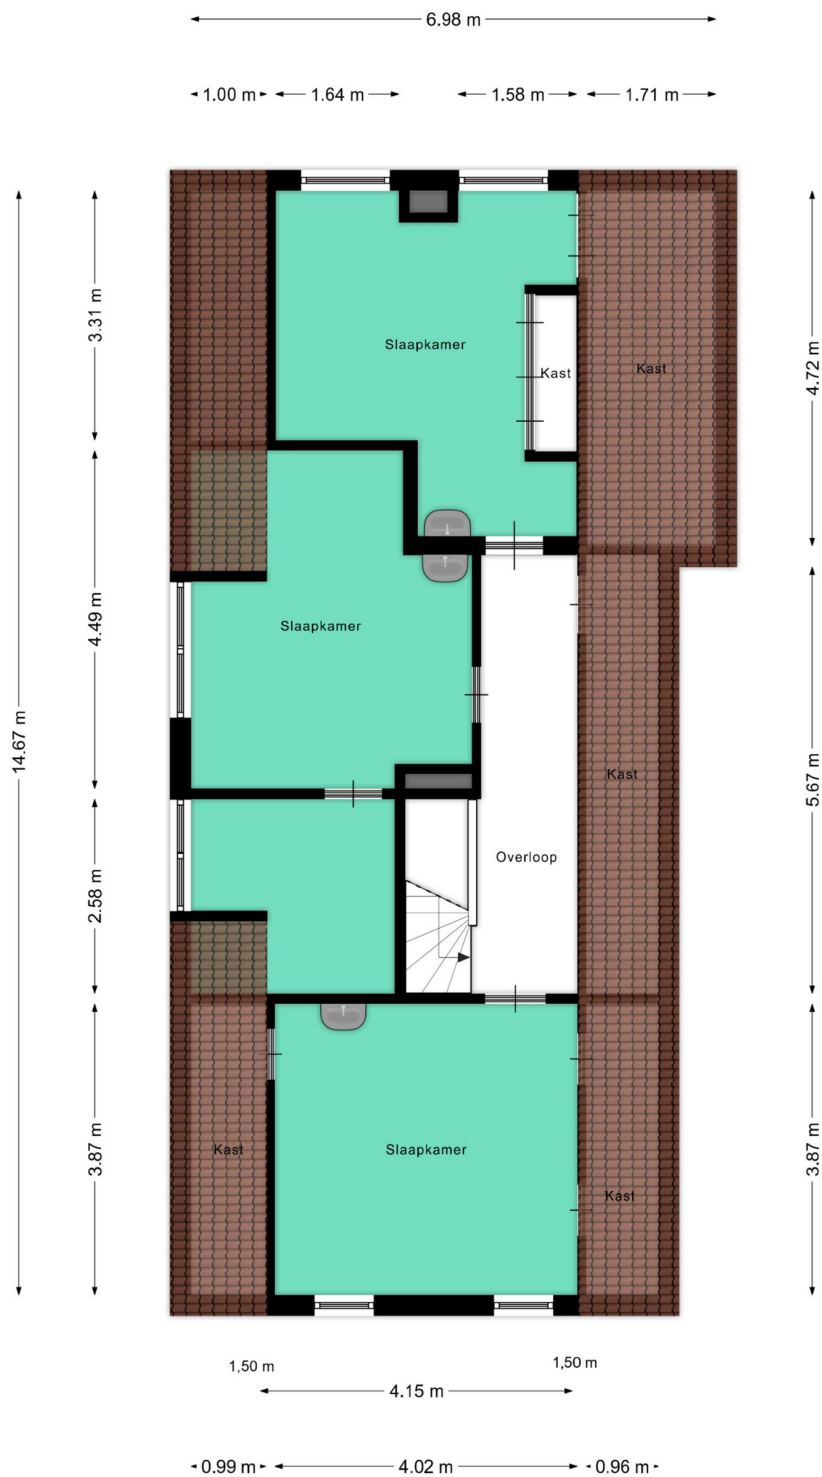 6.98 m
1.00 m
1.64 m
1.58 m
1.71 m
3.31 m
4.72 m
Slaapkamer
Kast
Kast
4.49 m
Slaapkamer
14.67 m
5.67 m
Kast
2.58 m
Overloop
3.87 m
Kast
Slaapkamer
Kast
3.87 m
1,50 m
1,50 m
4.15 m
0.99 m
4.02 m
0.96 m